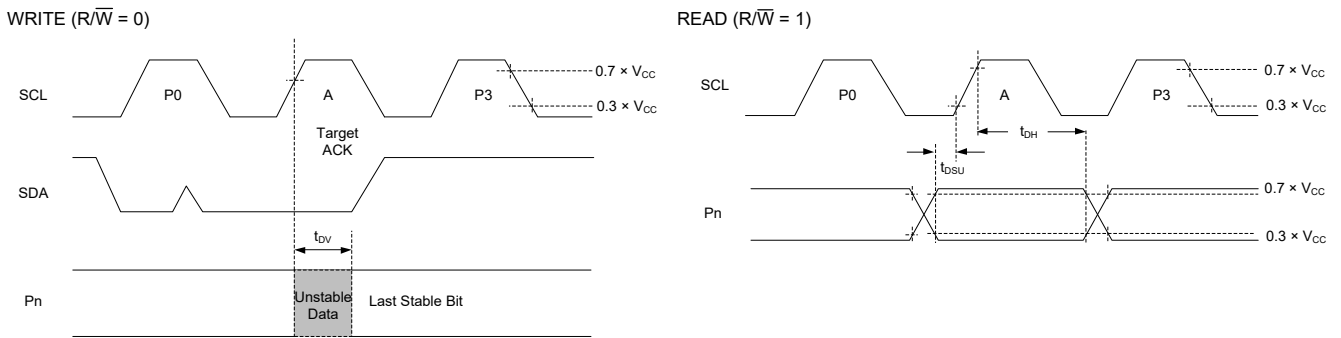 WRITE (R/W̅ = 0)
SCL
P0
A
P3
0.7 × VCC
0.3 × VCC
Target
ACK
SDA
tDV
Pn
Unstable
Data
Last Stable Bit
READ (R/W̅ = 1)
SCL
P0
A
P3
0.7 × VCC
0.3 × VCC
tDH
tDSU
Pn
0.7 × VCC
0.3 × VCC